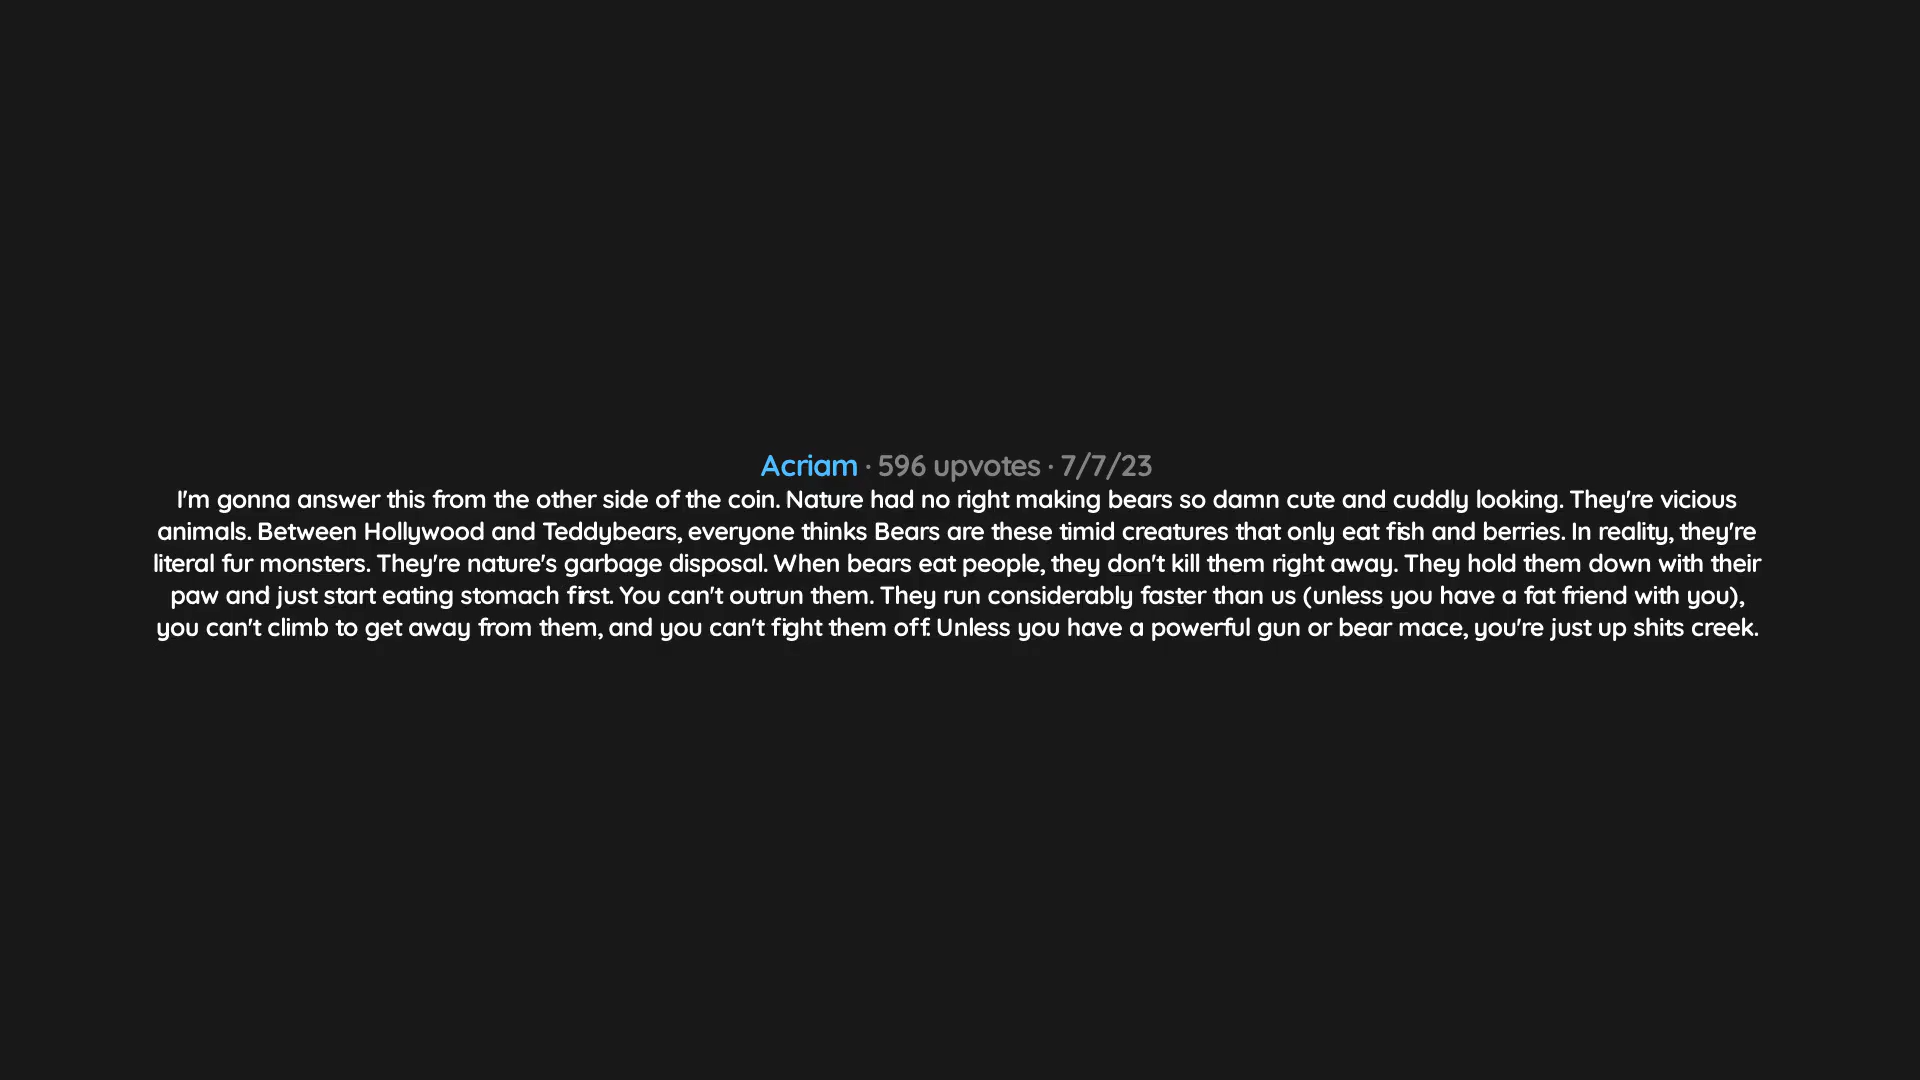 Acriam · 596 upvotes · 7/7/23
I'm gonna answer this from the other side of the coin. Nature had no right making bears so damn cute and cuddly looking. They're vicious
animals. Between Hollywood and Teddybears, everyone thinks Bears are these timid creatures that only eat fish and berries. In reality, they're
literal fur monsters. They're nature's garbage disposal. When bears eat people, they don't kill them right away. They hold them down with their
paw and just start eating stomach first. You can't outrun them. They run considerably faster than us (unless you have a fat friend with you),
you can't climb to get away from them, and you can't fight them off. Unless you have a powerful gun or bear mace, you're just up shits creek.